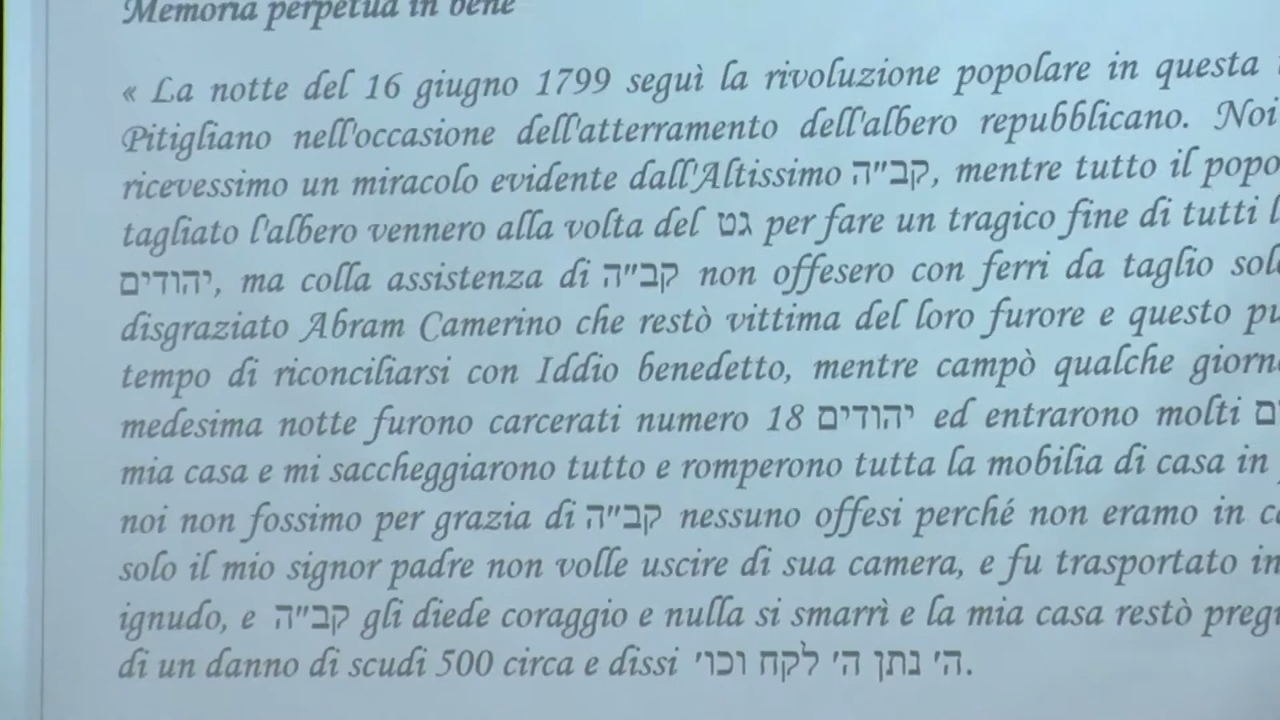 Memoria perpetua in bene
« La notte del 16 giugno 1799 seguì la rivoluzione popolare in questa
Pitigliano nell'occasione dell'atterramento dell'albero repubblicano. Noi
ricevessimo un miracolo evidente dall'Altissimo קב"ה, mentre tutto il popo
tagliato l'albero vennero alla volta del גט per fare un tragico fine di tutti
יהודים, ma colla assistenza di קב"ה non offesero con ferri da taglio sol
disgraziato Abram Camerino che restò vittima del loro furore e questo
tempo di riconciliarsi con Iddio benedetto, mentre campò qualche giorn
medesima notte furono carcerati numero 18 יהודים ed entrarono molti
mia casa e mi saccheggiarono tutto e romperono tutta la mobilia di casa in
noi non fossimo per grazia di קב"ה nessuno offesi perché non eramo in
solo il mio signor padre non volle uscire di sua camera, e fu trasportato in
ignudo, e קב"ה gli diede coraggio e nulla si smarrì e la mia casa restò preg
di un danno di scudi 500 circa e dissi ה' נתן ה' לקח וכו'.